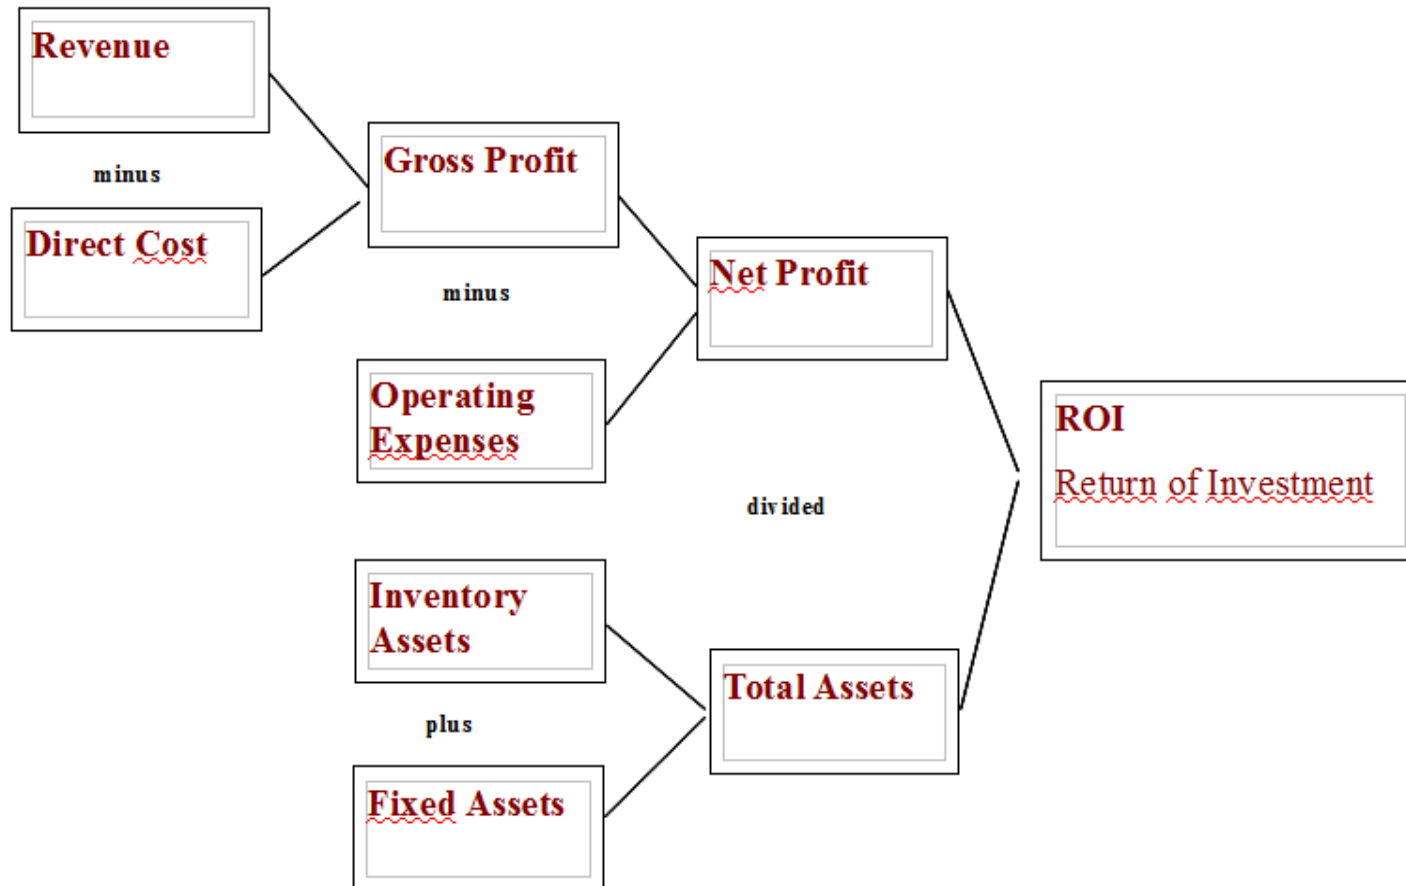 Revenue
minus
Direct Cost
Gross Profit
minus
Operating
Expenses
Net Profit
divided
Inventory
Assets
plus
Fixed Assets
Total Assets
ROI
Return of Investment